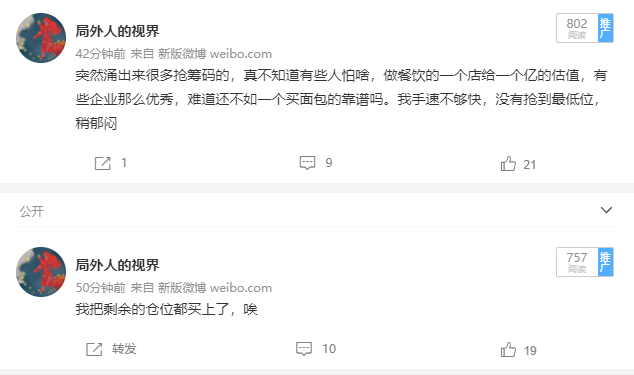 局外人的视界
802
阅读
推广
42分钟前 来自 新版微博 weibo.com
突然涌出来很多抢筹码的，真不知道有些人怕啥，做餐饮的一个店给一个亿的估值，有
些企业那么优秀，难道还不如一个买面包的靠谱吗。我手速不够快，没有抢到最低位，
稍郁闷
1
9
21
公开
局外人的视界
757
阅读
推广
50分钟前 来自 新版微博 weibo.com
我把剩余的仓位都买上了，唉
转发
10
19